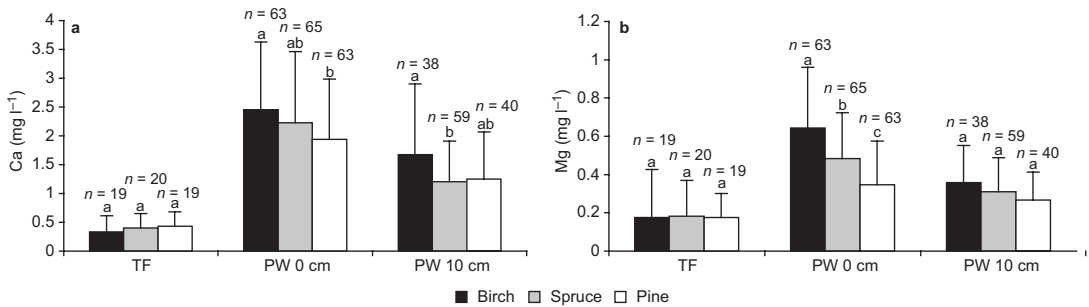 a
Ca (mg l⁻¹)
4
3.5
3
2.5
2
1.5
1
0.5
0
n = 19
a
n = 20
a
n = 19
a
n = 63
a
n = 65
ab
n = 63
b
n = 38
a
n = 59
b
n = 40
ab
TF PW 0 cm PW 10 cm
b
Mg (mg l⁻¹)
1.2
1
0.8
0.6
0.4
0.2
0
n = 19
a
n = 20
a
n = 19
a
n = 63
a
n = 65
b
n = 63
c
n = 38
a
n = 59
a
n = 40
a
TF PW 0 cm PW 10 cm
Birch Spruce Pine